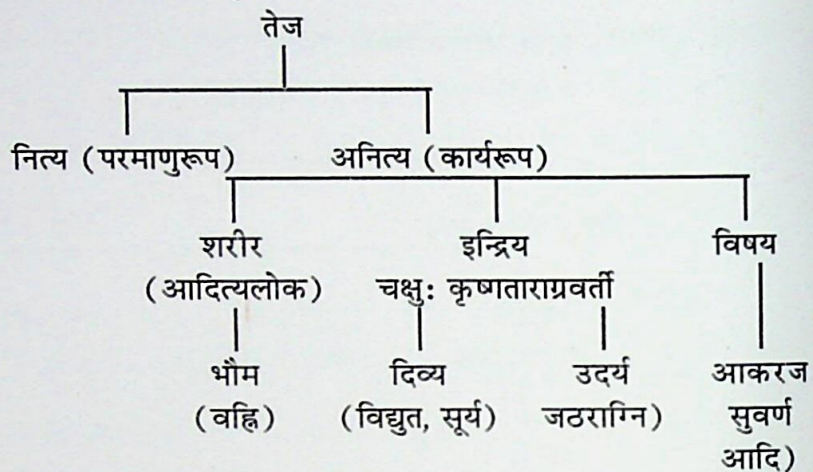 तेज
नित्य (परमाणुरूप) अनित्य (कार्यरूप)
शरीर इन्द्रिय विषय
(आदित्यलोक) चक्षुः कृष्णताराग्रवर्ती
भौम दिव्य उदर्य आकरज
(वह्नि) (विद्युत, सूर्य) जठराग्नि) सुवर्ण
आदि)